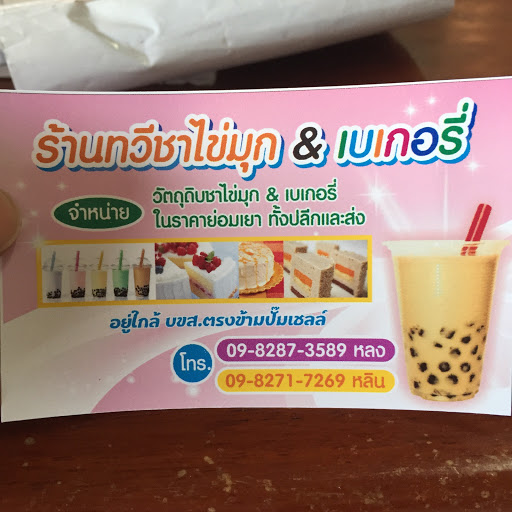 ร้านทวีชาไข่มุก & เบเกอรี่
จำหน่าย
วัตถุดิบชาไข่มุก & เบเกอรี่
ในราคาย่อมเยา ทั้งปลีกและส่ง
อยู่ใกล้ บขส.ตรงข้ามปั๊มเชลล์
โทร.
09-8287-3589 หลง
09-8271-7269 หลิน